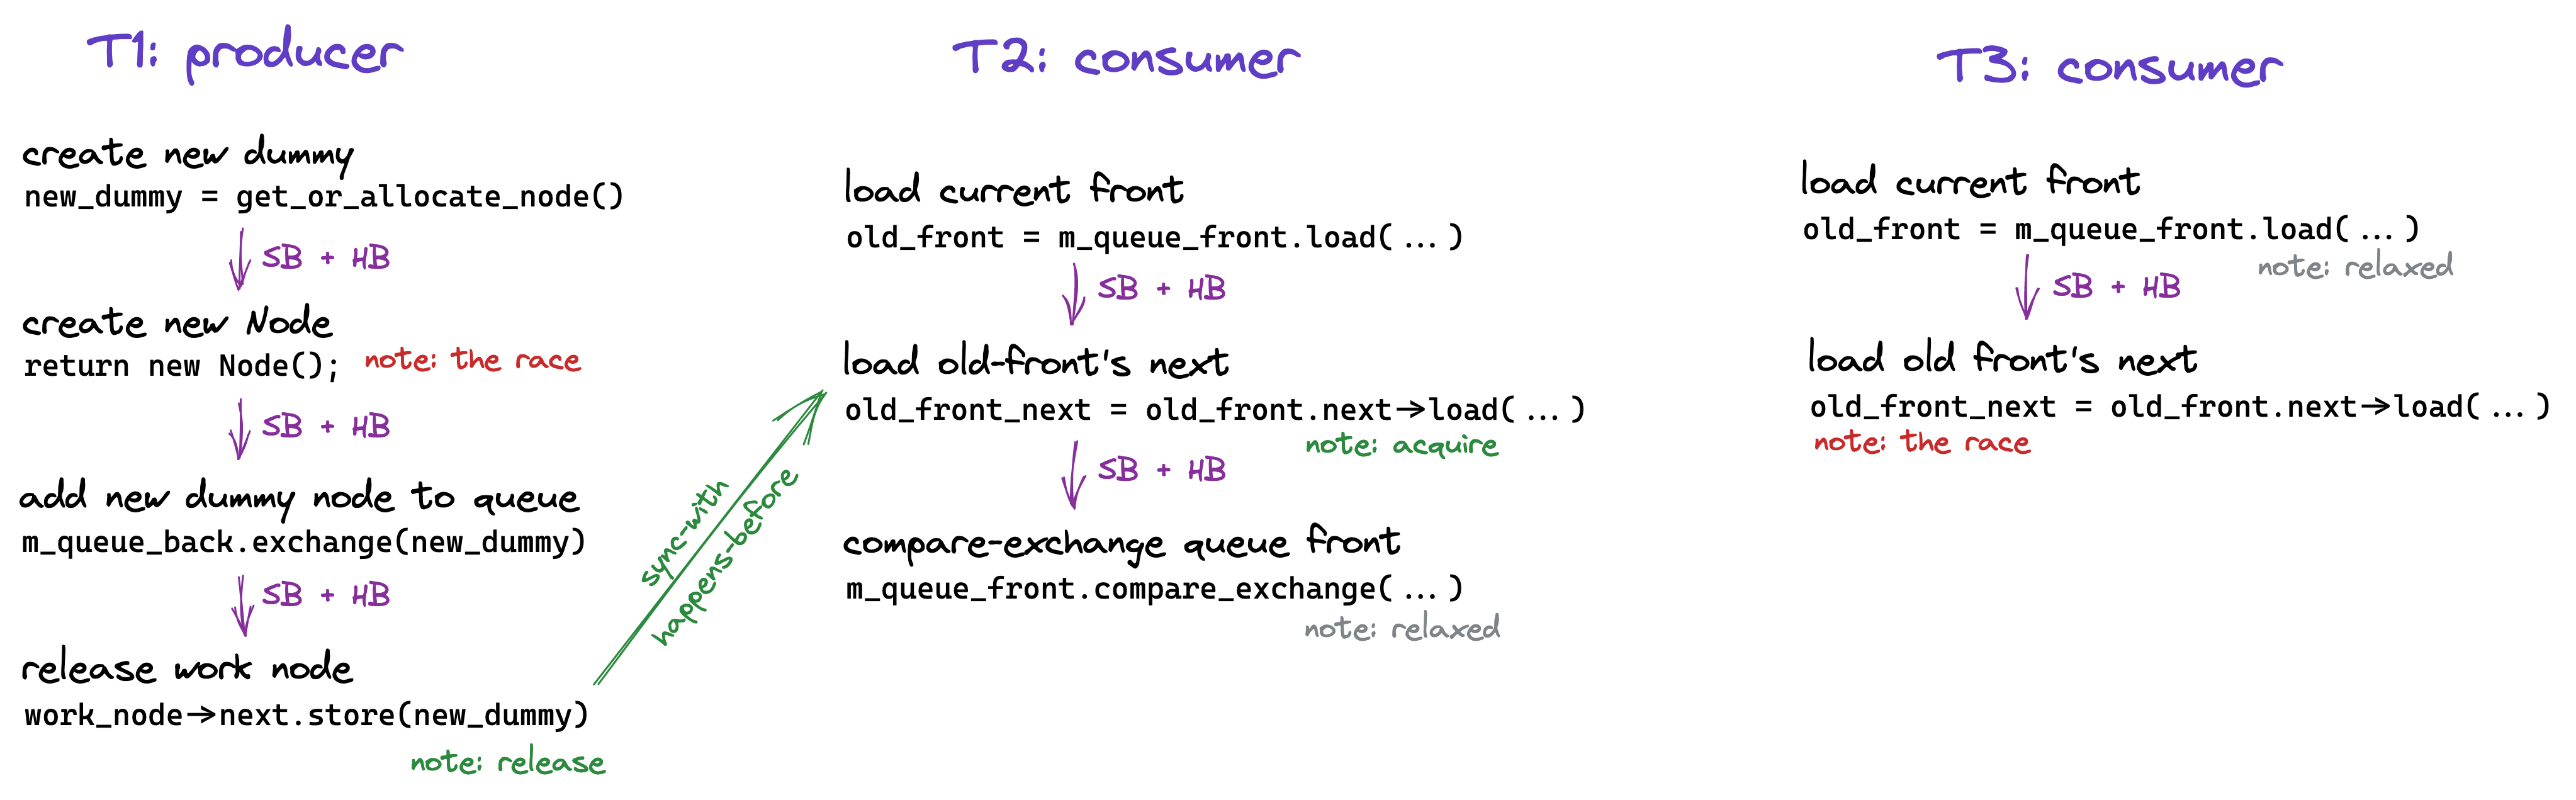 T1: producer
create new dummy
new_dummy = get_or_allocate_node()
SB + HB
create new Node
return new Node();
note: the race
SB + HB
add new dummy node to queue
m_queue_back.exchange(new_dummy)
SB + HB
release work node
work_node->next.store(new_dummy)
note: release
sync-with
happens-before
T2: consumer
load current front
old_front = m_queue_front.load(...)
SB + HB
load old-front's next
old_front_next = old_front.next->load(...)
note: acquire
SB + HB
compare-exchange queue front
m_queue_front.compare_exchange(...)
note: relaxed
T3: consumer
load current front
old_front = m_queue_front.load(...)
note: relaxed
SB + HB
load old front's next
old_front_next = old_front.next->load(...)
note: the race